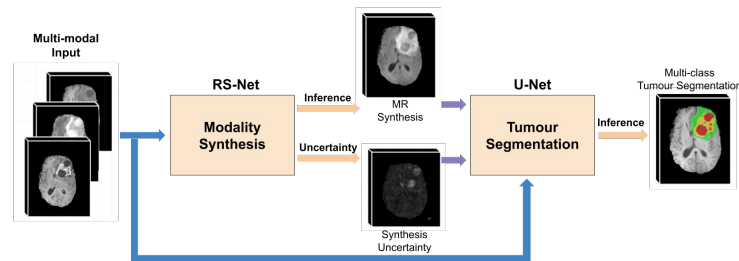 Multi-modal
Input
RS-Net
Modality
Synthesis
Inference
Uncertainty
MR
Synthesis
Synthesis
Uncertainty
U-Net
Tumour
Segmentation
Inference
Multi-class
Tumour Segmentation